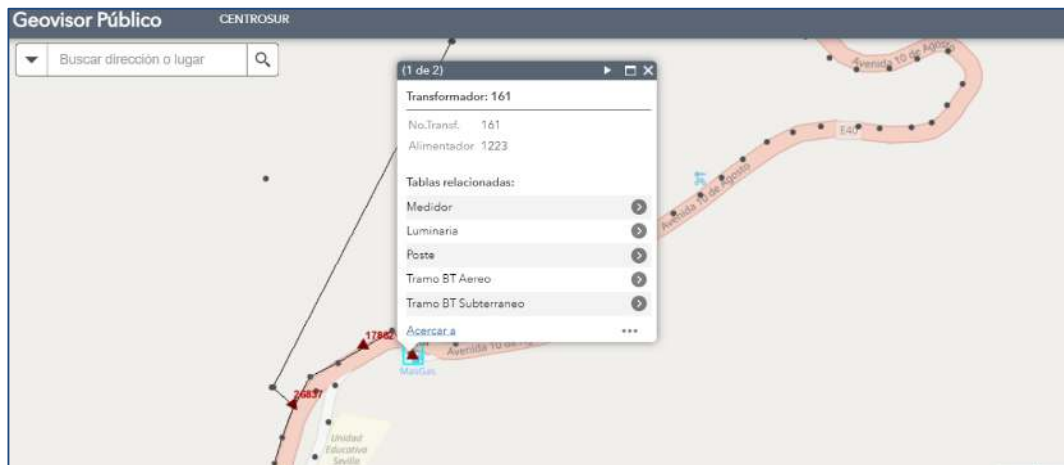 Geovisor Público CENTROSUR
Buscar dirección o lugar
(1 de 2)
Transformador: 161
No.Transf. 161
Alimentador 1223
Tablas relacionadas:
Medidor
Luminaria
Poste
Tramo BT Aereo
Tramo BT Subterraneo
Acercar a
Avenida 10 de Agosto
E40
Avenida 10 de Agosto
Avenida 10 de
MasGas
26837
Unidad
Educativa
Sevilla